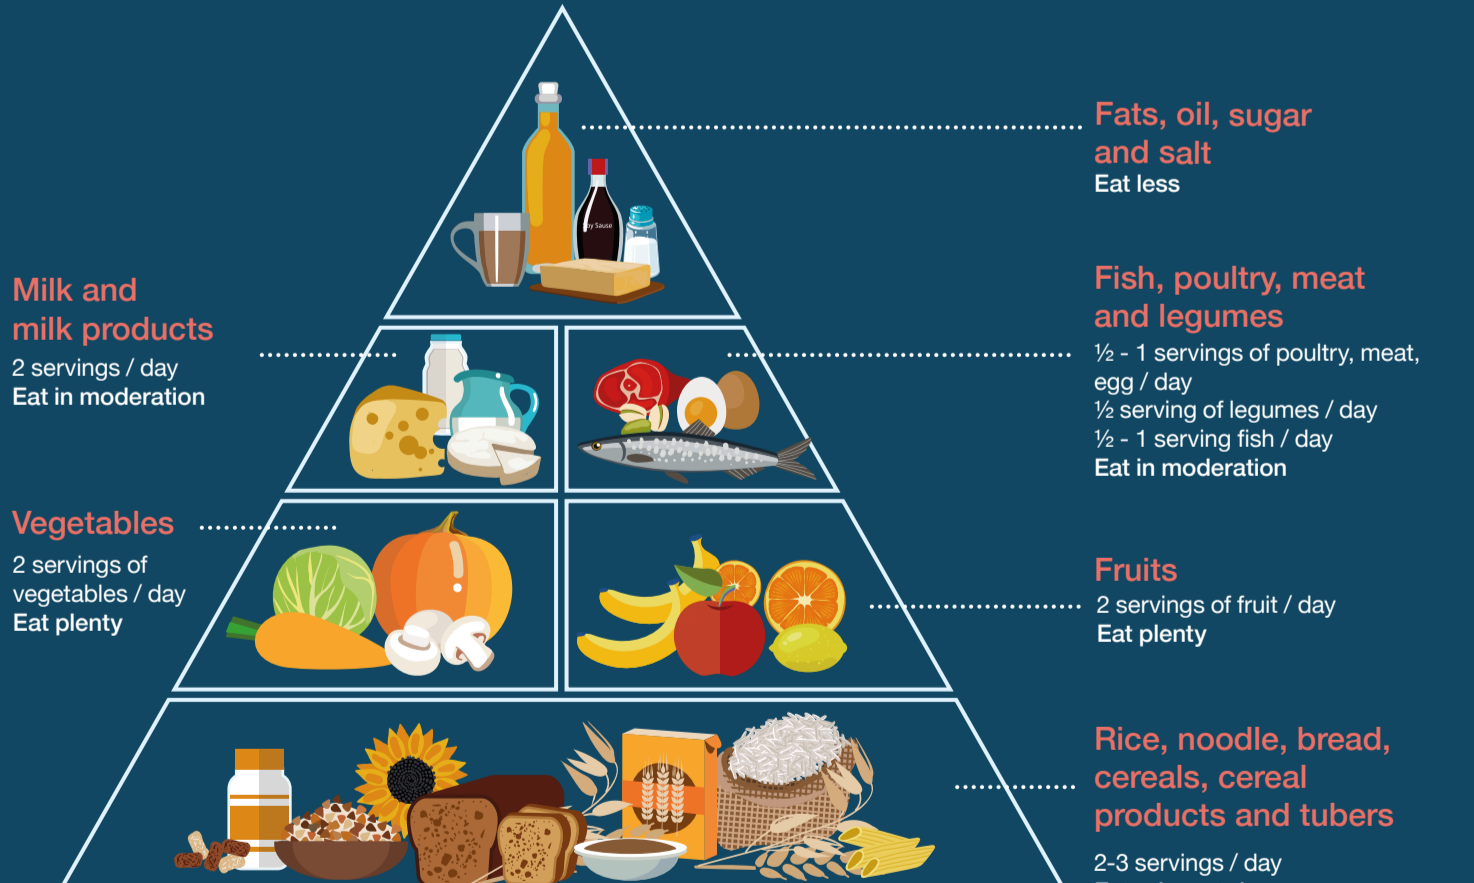 Fats, oil, sugar
and salt
Eat less
Soy Sause
Milk and
milk products
2 servings / day
Eat in moderation
Fish, poultry, meat
and legumes
½ - 1 servings of poultry, meat,
egg / day
½ serving of legumes / day
½ - 1 serving fish / day
Eat in moderation
Vegetables
2 servings of
vegetables / day
Eat plenty
Fruits
2 servings of fruit / day
Eat plenty
Rice, noodle, bread,
cereals, cereal
products and tubers
2-3 servings / day